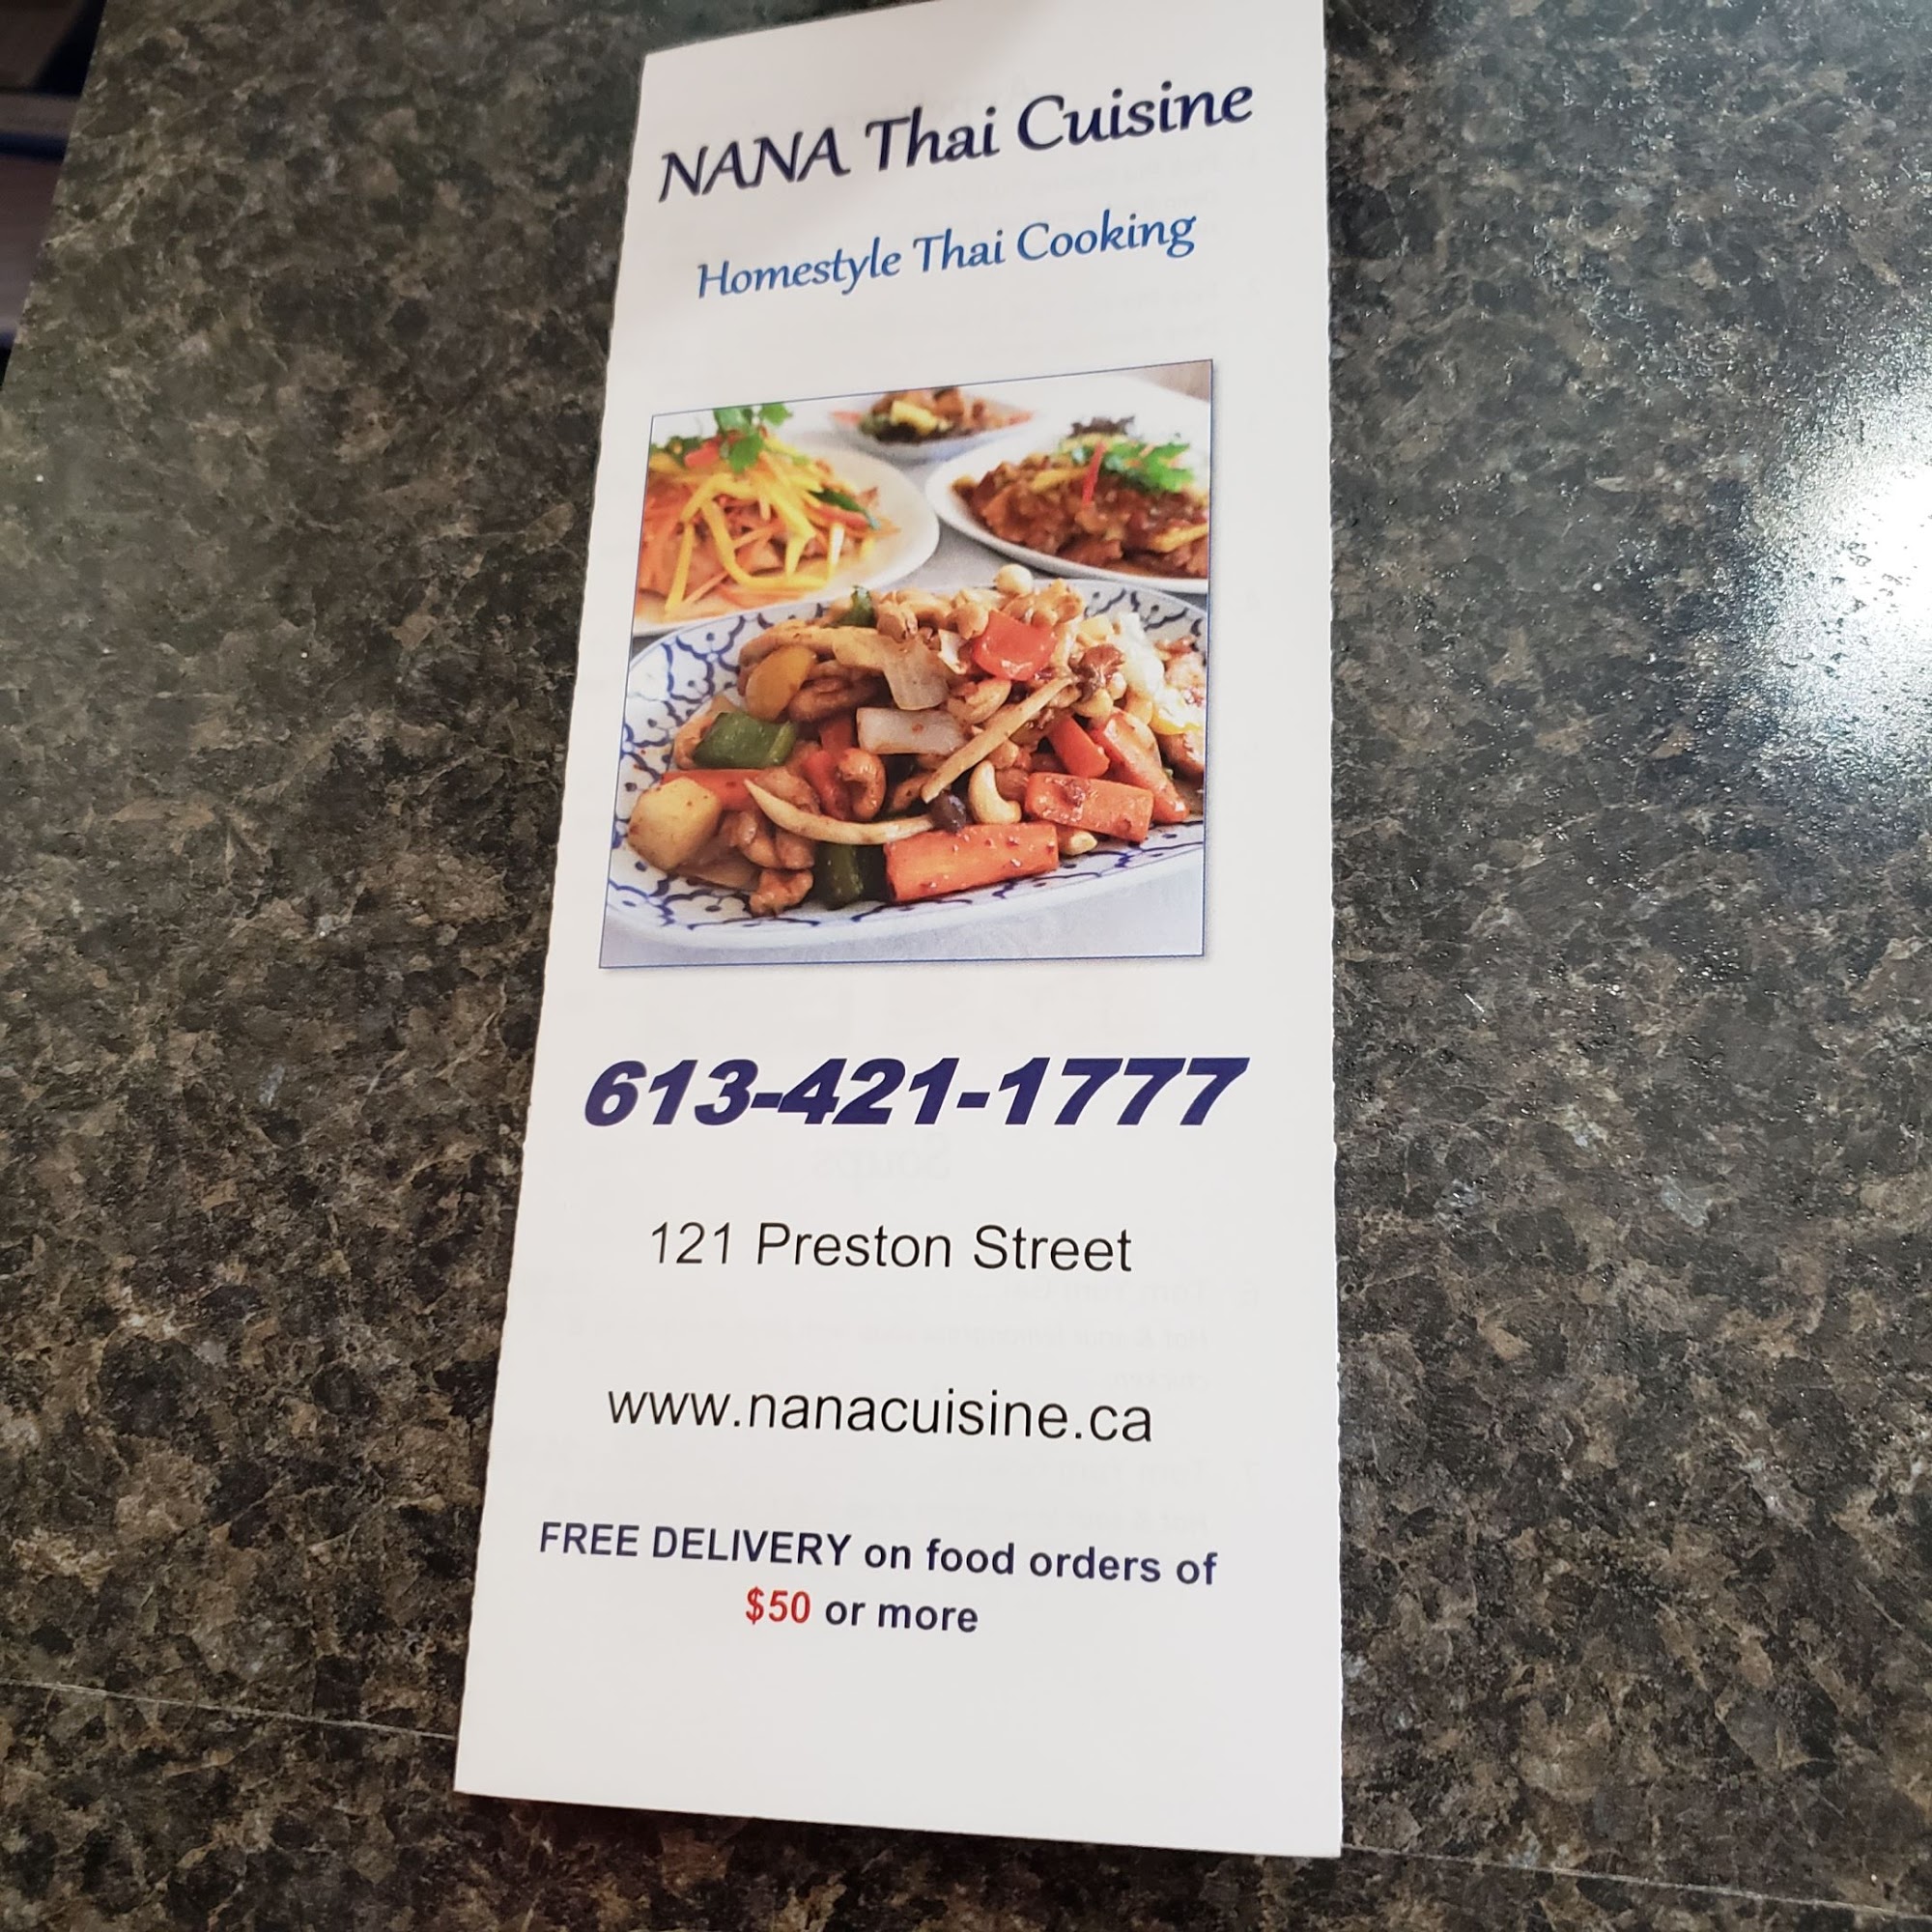 NANA Thai Cuisine
Homestyle Thai Cooking
613-421-1777
121 Preston Street
www.nanacuisine.ca
FREE DELIVERY on food orders of
$50 or more